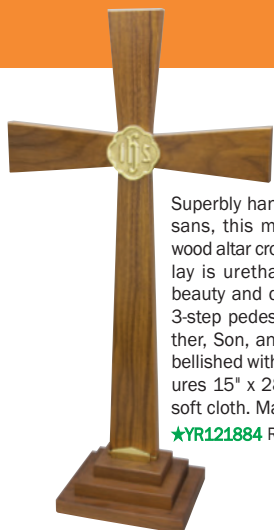 ihs
Superbly han
sans, this m
wood altar cro
lay is uretha
beauty and d
3-step pedes
ther, Son, an
bellished with
ures 15" x 28
soft cloth. Ma
★YR121884 R